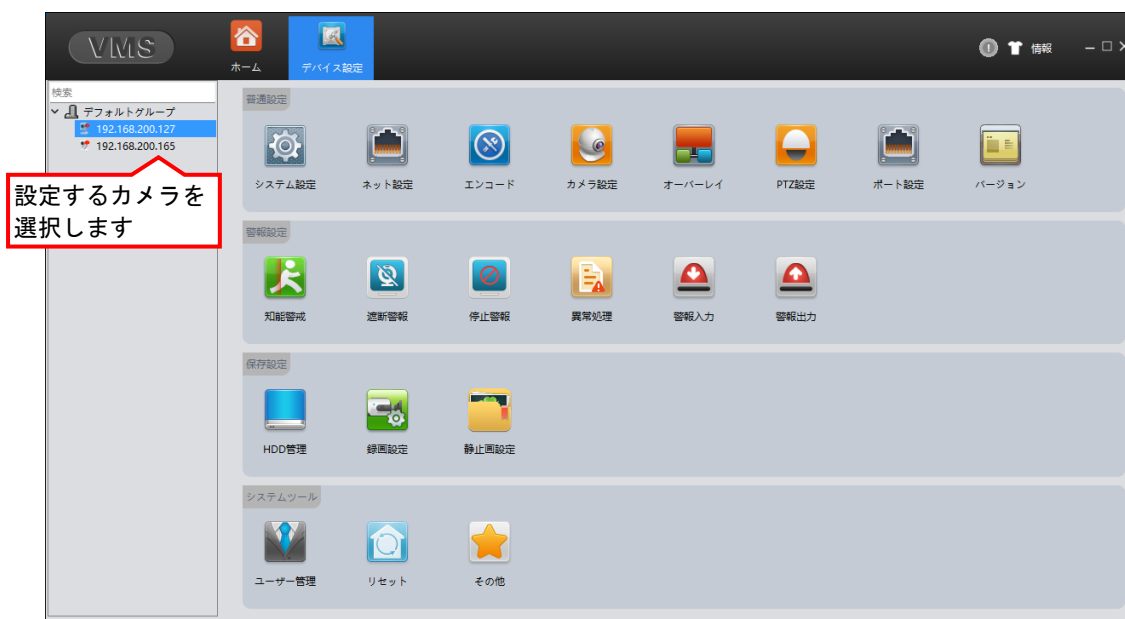 VMS
ホーム
デバイス設定
情報
検索
デフォルトグループ
192.168.200.127
192.168.200.165
設定するカメラを
選択します
普通設定
システム設定
ネット設定
エンコード
カメラ設定
オーバーレイ
PTZ設定
ポート設定
バージョン
警報設定
知能警戒
遮断警報
停止警報
異常処理
警報入力
警報出力
保存設定
HDD管理
録画設定
静止画設定
システムツール
ユーザー管理
リセット
その他